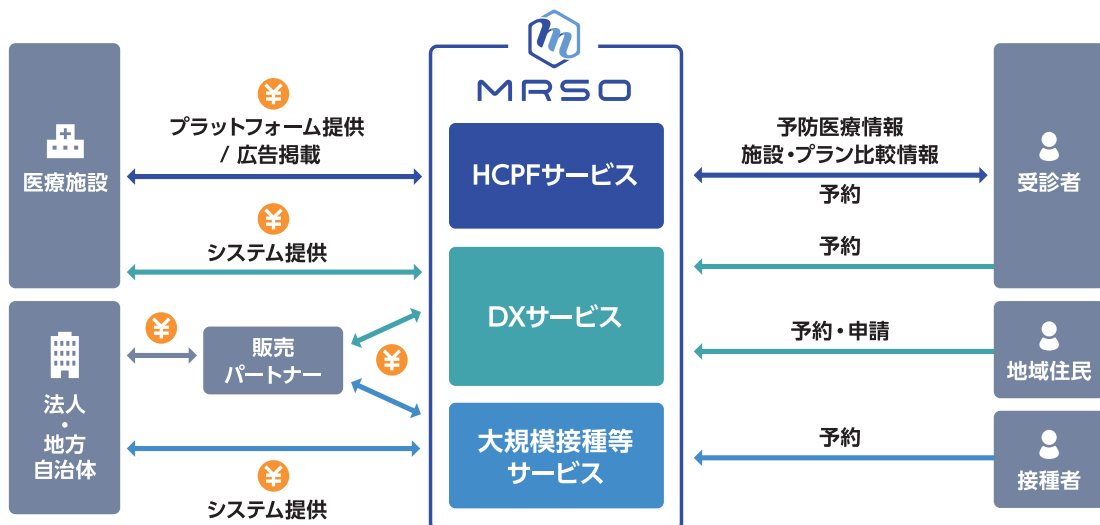 m
MRSO
医療施設
¥
プラットフォーム提供
/ 広告掲載
¥
システム提供
法人
・
地方
自治体
¥
販売
パートナー
¥
¥
システム提供
HCPFサービス
DXサービス
大規模接種等
サービス
予防医療情報
施設・プラン比較情報
予約
予約
予約・申請
予約
受診者
地域住民
接種者